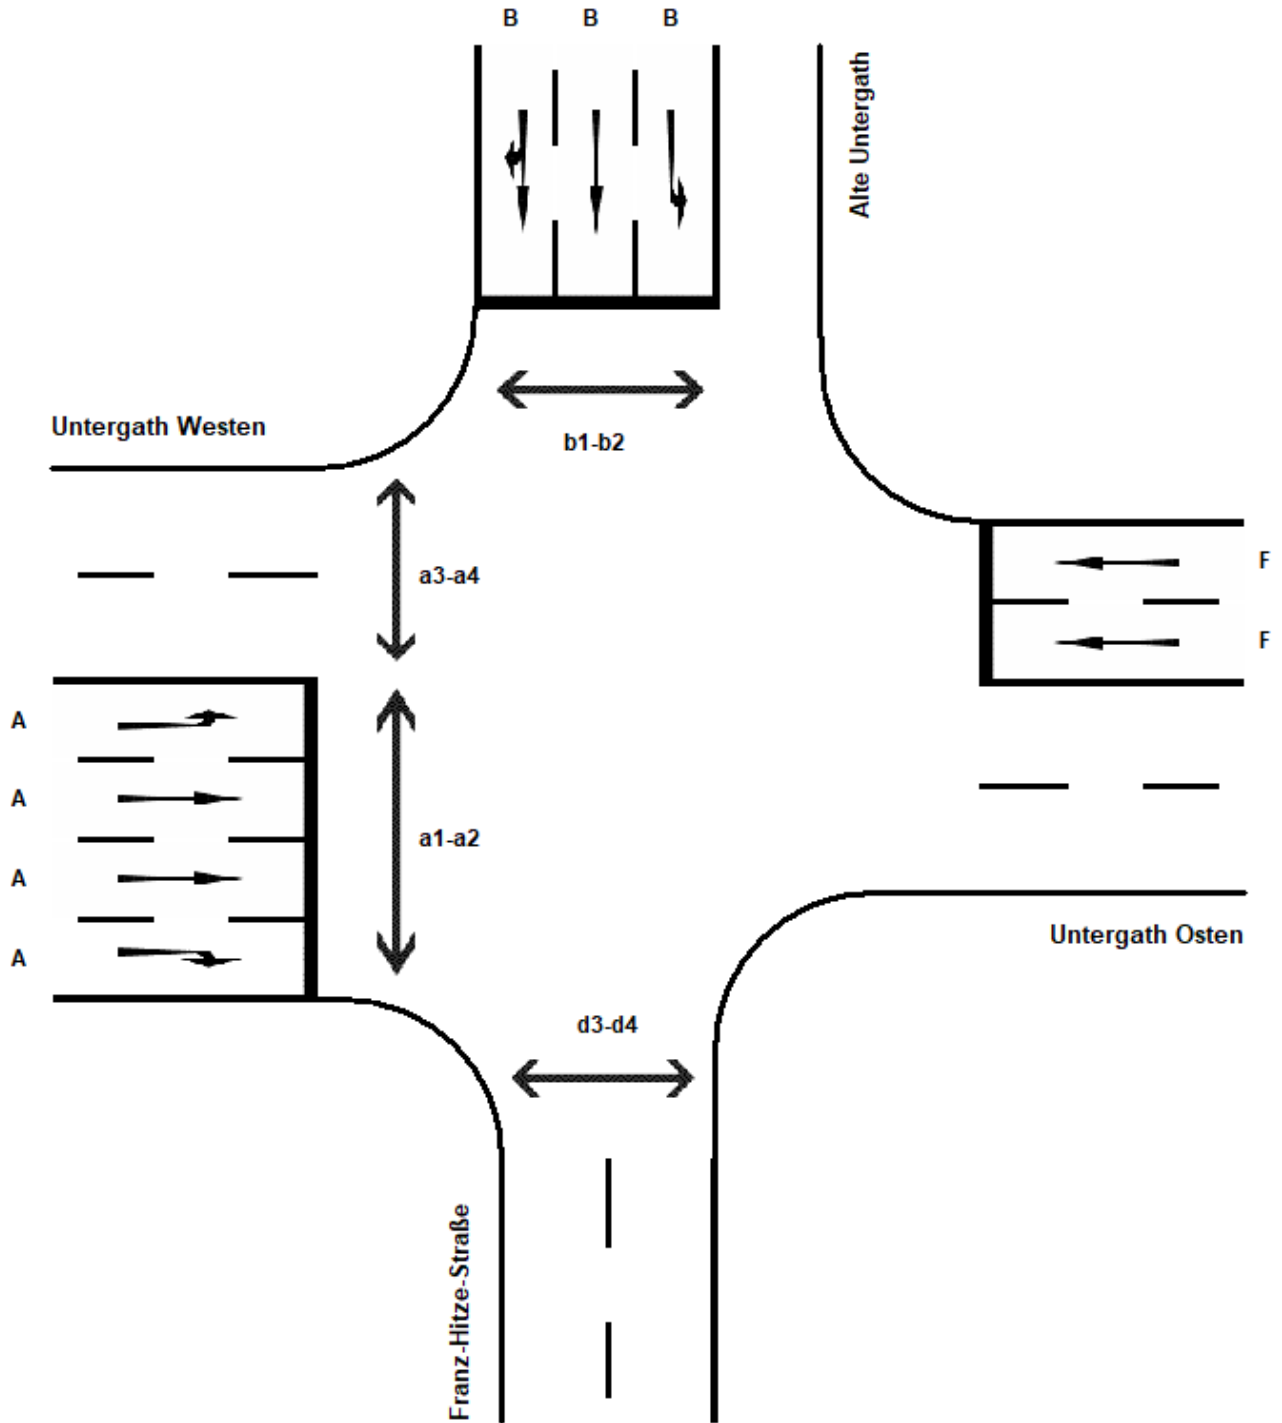 B B B
Alte Untergath
Untergath Westen
b1-b2
a3-a4
F
F
A
A
a1-a2
A
A
Untergath Osten
d3-d4
Franz-Hitze-Straße